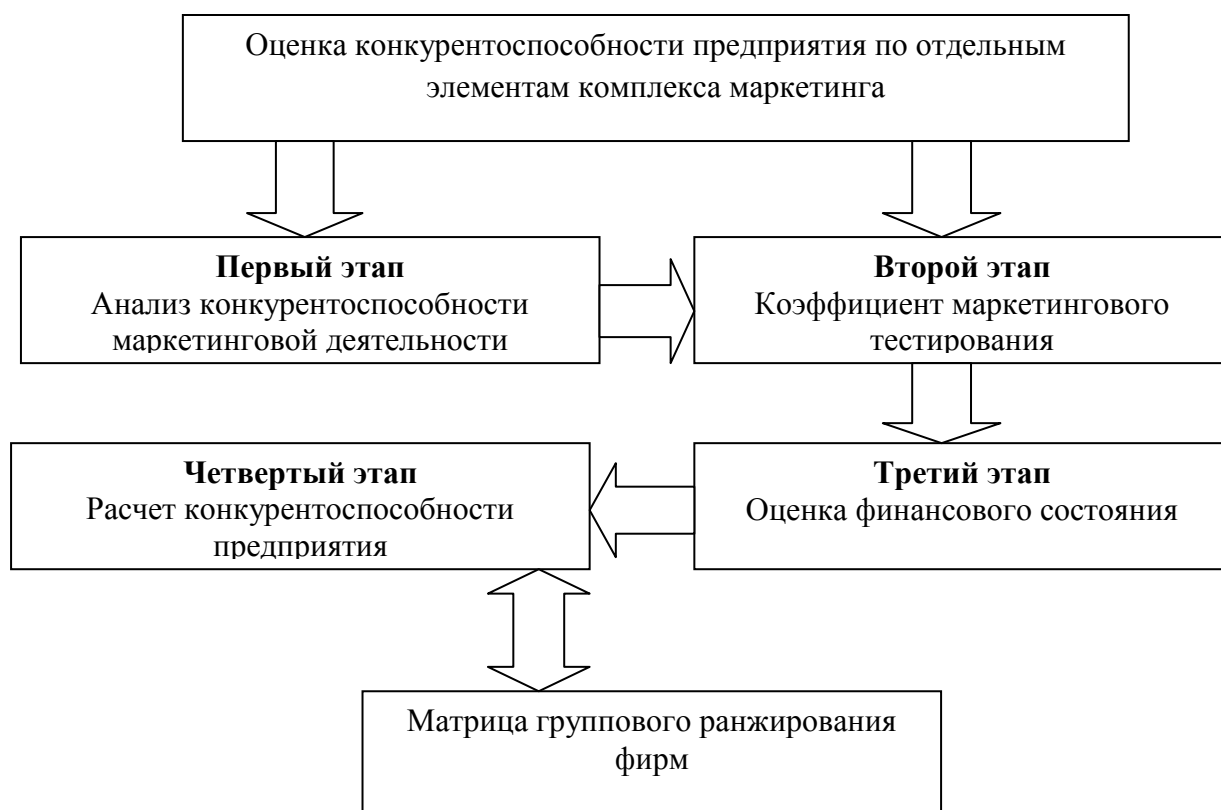 Оценка конкурентоспособности предприятия по отдельным
элементам комплекса маркетинга
Первый этап
Анализ конкурентоспособности
маркетинговой деятельности
Второй этап
Коэффициент маркетингового
тестирования
Четвертый этап
Расчет конкурентоспособности
предприятия
Третий этап
Оценка финансового состояния
Матрица группового ранжирования
фирм